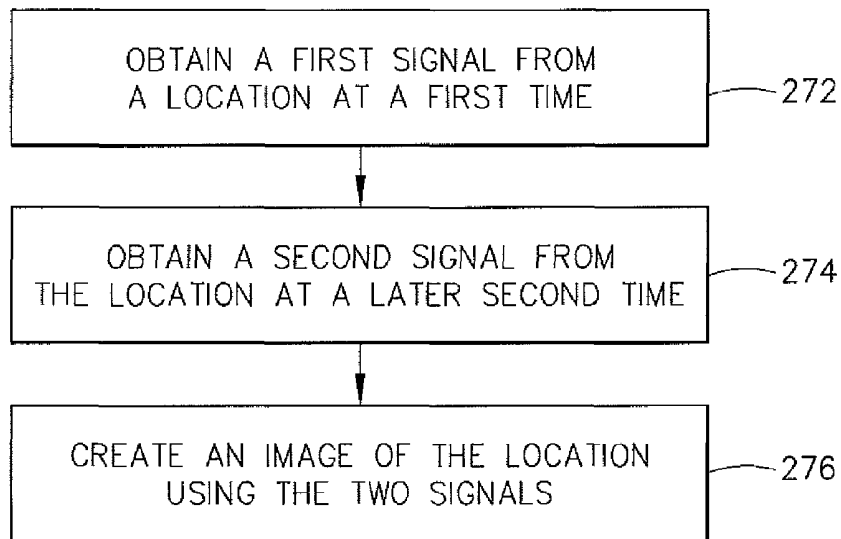 OBTAIN A FIRST SIGNAL FROM
A LOCATION AT A FIRST TIME
272
OBTAIN A SECOND SIGNAL FROM
THE LOCATION AT A LATER SECOND TIME
274
CREATE AN IMAGE OF THE LOCATION
USING THE TWO SIGNALS
276